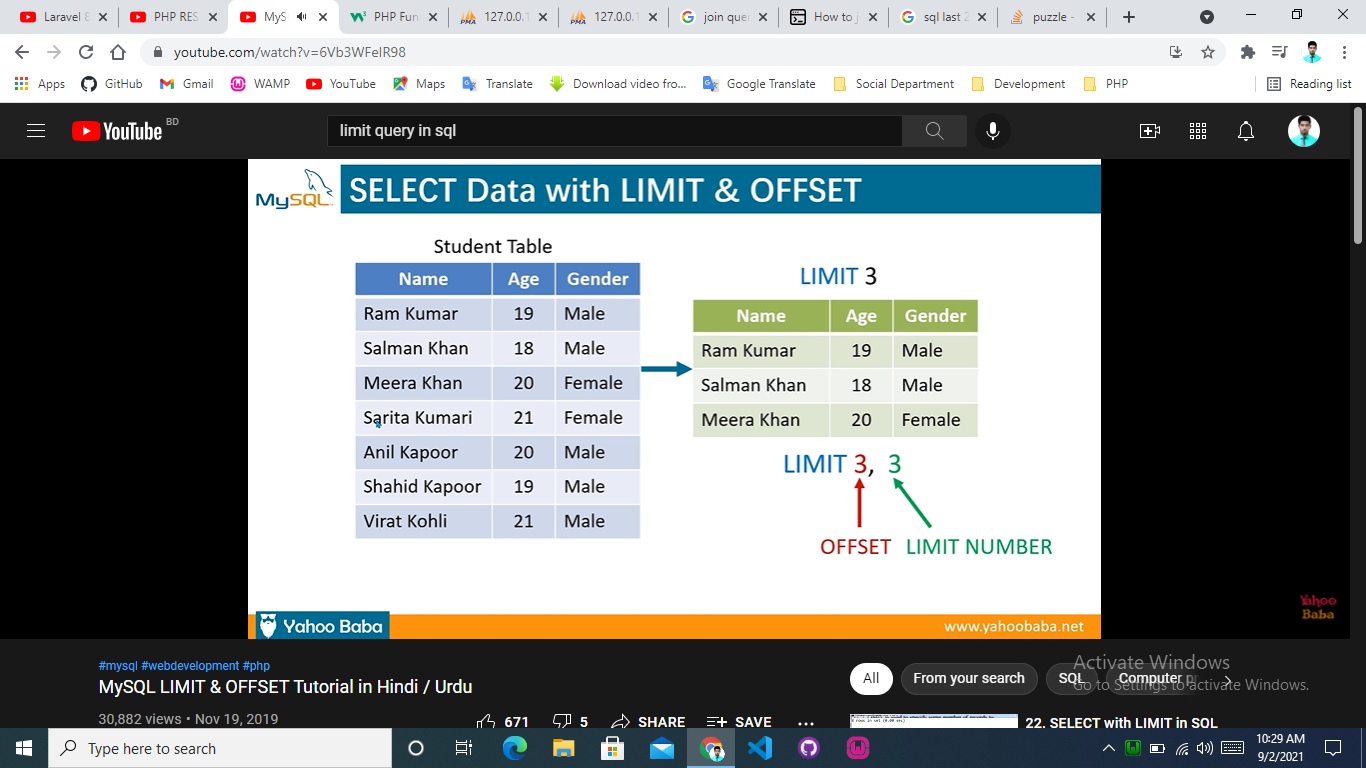 Laravel 8
PHP RES
MyS
PHP Fun
127.0.0.1
127.0.0.1
join que
How to j
sql last 2
puzzle -
youtube.com/watch?v=6Vb3WFeIR98
Apps
GitHub
Gmail
WAMP
YouTube
Maps
Translate
Download video fro...
Google Translate
Social Department
Development
PHP
Reading list
YouTube BD
limit query in sql
MySQL
SELECT Data with LIMIT & OFFSET
Student Table
Name Age Gender
Ram Kumar 19 Male
Salman Khan 18 Male
Meera Khan 20 Female
Sarita Kumari 21 Female
Anil Kapoor 20 Male
Shahid Kapoor 19 Male
Virat Kohli 21 Male
LIMIT 3
Name Age Gender
Ram Kumar 19 Male
Salman Khan 18 Male
Meera Khan 20 Female
LIMIT 3, 3
OFFSET LIMIT NUMBER
Yahoo Baba
www.yahoobaba.net
Yahoo
Baba
#mysql #webdevelopment #php
MySQL LIMIT & OFFSET Tutorial in Hindi / Urdu
30,882 views • Nov 19, 2019
671
5
SHARE
SAVE
All
From your search
SQL
Computer
Activate Windows
Go to Settings to activate Windows.
22. SELECT with LIMIT in SQL
Type here to search
10:29 AM
9/2/2021